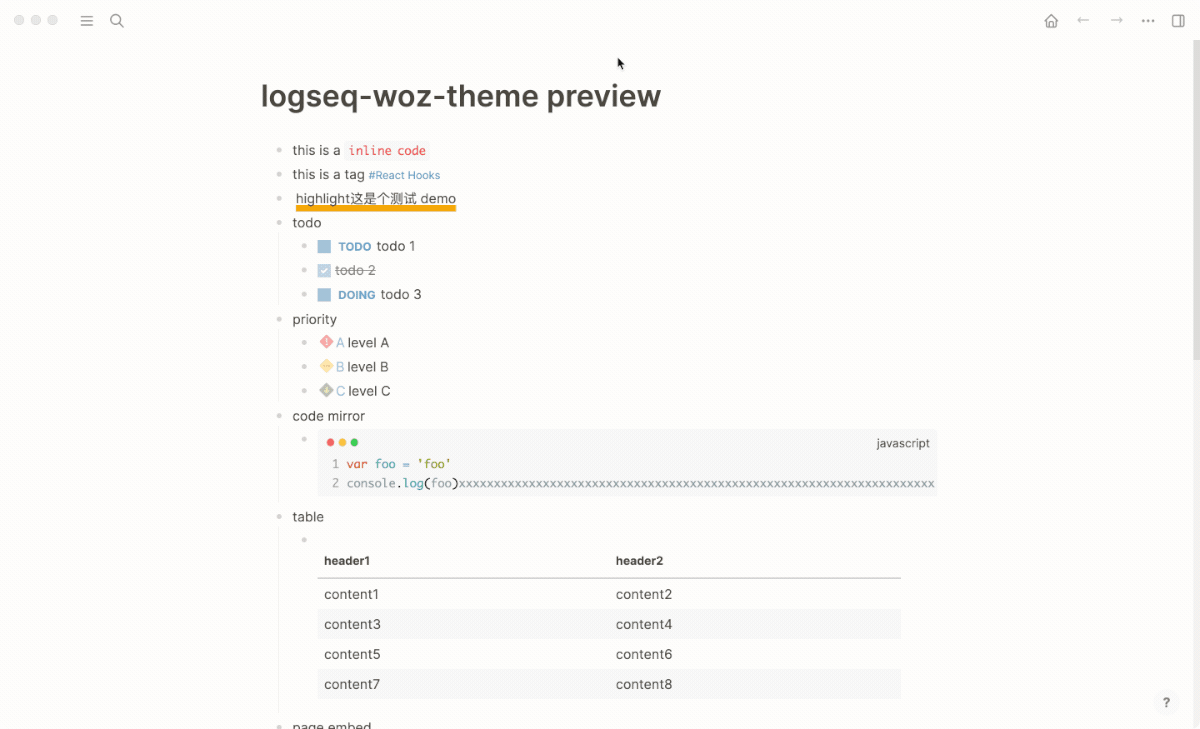 logseq-woz-theme preview
this is a inline code
this is a tag #React Hooks
highlight这是个测试 demo
todo
TODO todo 1
todo 2
DOING todo 3
priority
A level A
B level B
C level C
code mirror
javascript
1 var foo = 'foo'
2 console.log(foo)xxxxxxxxxxxxxxxxxxxxxxxxxxxxxxxxxxxxxxxxxxxxxxxxxxxxxxxxxxxxxxxxxxxx
table
header1 header2
content1 content2
content3 content4
content5 content6
content7 content8
?
page embed